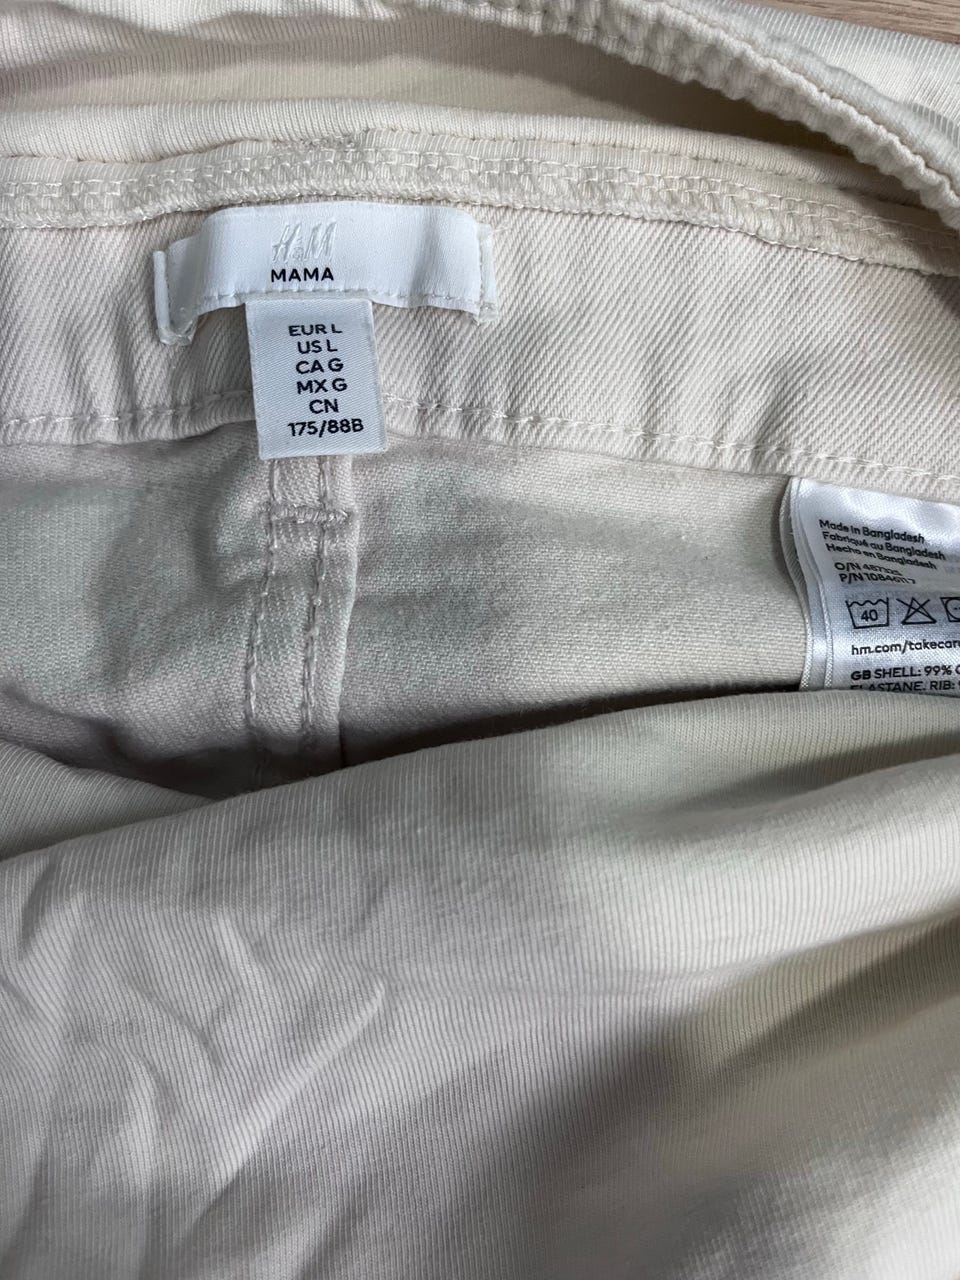 H&M
MAMA
EUR L
US L
CA G
MX G
CN
175/88B
Made in Bangladesh
Fabriqué au Bangladesh
Hecho en Bangladesh
O/N
P/N
40
hm.com/takecare
GB SHELL: 99%
ELASTANE. RIB: